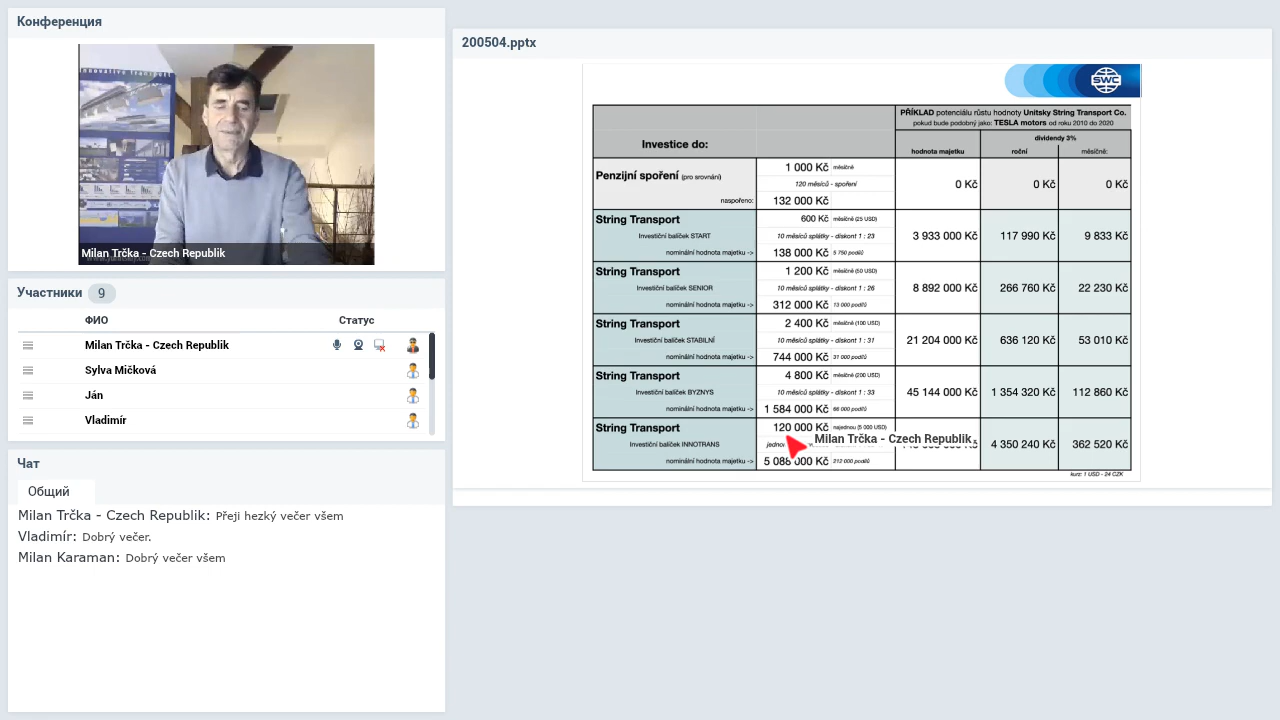 Конференция
Innovative Transport
Milan Trčka - Czech Republik
Участники 9
ФИО Статус
Milan Trčka - Czech Republik
Sylva Mičková
Ján
Vladimír
Чат
Общий
Milan Trčka - Czech Republik: Přeji hezký večer všem
Vladimír: Dobrý večer.
Milan Karaman: Dobrý večer všem
200504.pptx
SWC
PŘÍKLAD potenciálu růstu hodnoty Unitsky String Transport Co.
pokud bude podobný jako: TESLA motors od roku 2010 do 2020
Investice do:
dividendy 3%
hodnota majetku roční měsíčně:
Penzijní spoření (pro srovnání)
1 000 Kč měsíčně
120 měsíců - spoření
naspořeno: 132 000 Kč
0 Kč 0 Kč 0 Kč
String Transport 600 Kč měsíčně (25 USD)
Investiční balíček START 10 měsíců splátky - diskont 1 : 23 3 933 000 Kč 117 990 Kč 9 833 Kč
nominální hodnota majetku -> 138 000 Kč 5 750 podílů
String Transport 1 200 Kč měsíčně (50 USD)
Investiční balíček SENIOR 10 měsíců splátky - diskont 1 : 26 8 892 000 Kč 266 760 Kč 22 230 Kč
nominální hodnota majetku -> 312 000 Kč 13 000 podílů
String Transport 2 400 Kč měsíčně (100 USD)
Investiční balíček STABILNÍ 10 měsíců splátky - diskont 1 : 31 21 204 000 Kč 636 120 Kč 53 010 Kč
nominální hodnota majetku -> 744 000 Kč 31 000 podílů
String Transport 4 800 Kč měsíčně (200 USD)
Investiční balíček BYZNYS 10 měsíců splátky - diskont 1 : 33 45 144 000 Kč 1 354 320 Kč 112 860 Kč
nominální hodnota majetku -> 1 584 000 Kč 66 000 podílů
String Transport 120 000 Kč najednou (5 000 USD)
Milan Trčka - Czech Republik
Investiční balíček INNOTRANS 4 350 240 Kč 362 520 Kč
nominální hodnota majetku -> 5 088 000 Kč 212 000 podílů
kurz: 1 USD - 24 CZK